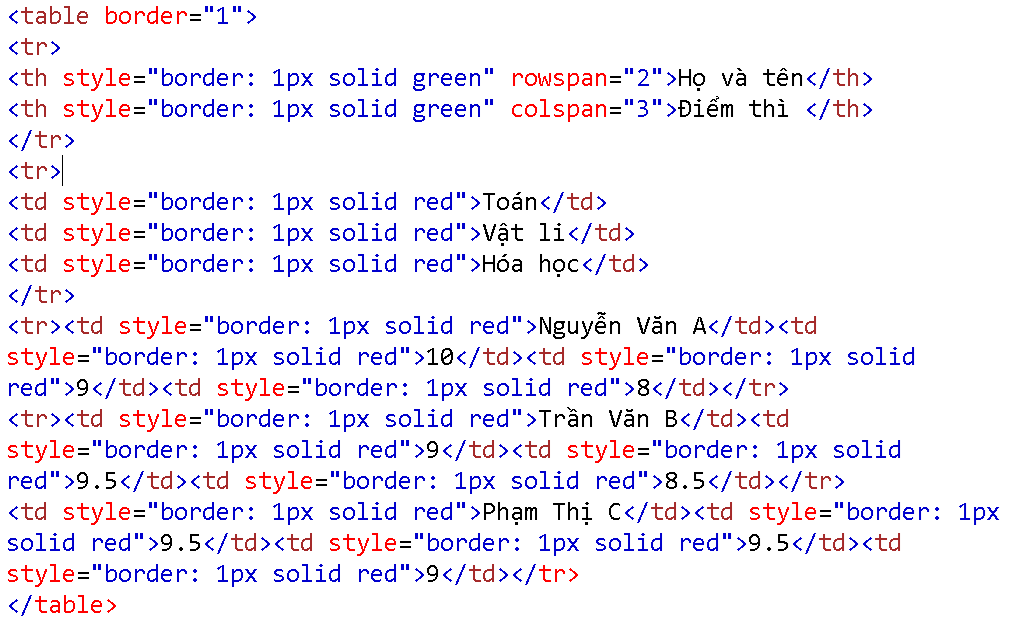 <table border="1">
<tr>
<th style="border: 1px solid green" rowspan="2">Họ và tên</th>
<th style="border: 1px solid green" colspan="3">Điểm thì </th>
</tr>
<tr>
<td style="border: 1px solid red">Toán</td>
<td style="border: 1px solid red">Vật li</td>
<td style="border: 1px solid red">Hóa học</td>
</tr>
<tr><td style="border: 1px solid red">Nguyễn Văn A</td><td
style="border: 1px solid red">10</td><td style="border: 1px solid
red">9</td><td style="border: 1px solid red">8</td></tr>
<tr><td style="border: 1px solid red">Trần Văn B</td><td
style="border: 1px solid red">9</td><td style="border: 1px solid
red">9.5</td><td style="border: 1px solid red">8.5</td></tr>
<td style="border: 1px solid red">Phạm Thị C</td><td style="border: 1px
solid red">9.5</td><td style="border: 1px solid red">9.5</td><td
style="border: 1px solid red">9</td></tr>
</table>